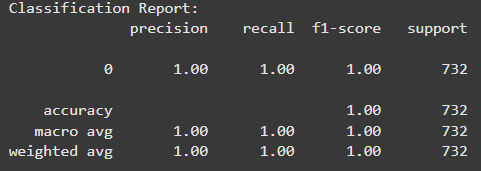 Classification Report:
precision recall f1-score support
0 1.00 1.00 1.00 732
accuracy 1.00 732
macro avg 1.00 1.00 1.00 732
weighted avg 1.00 1.00 1.00 732